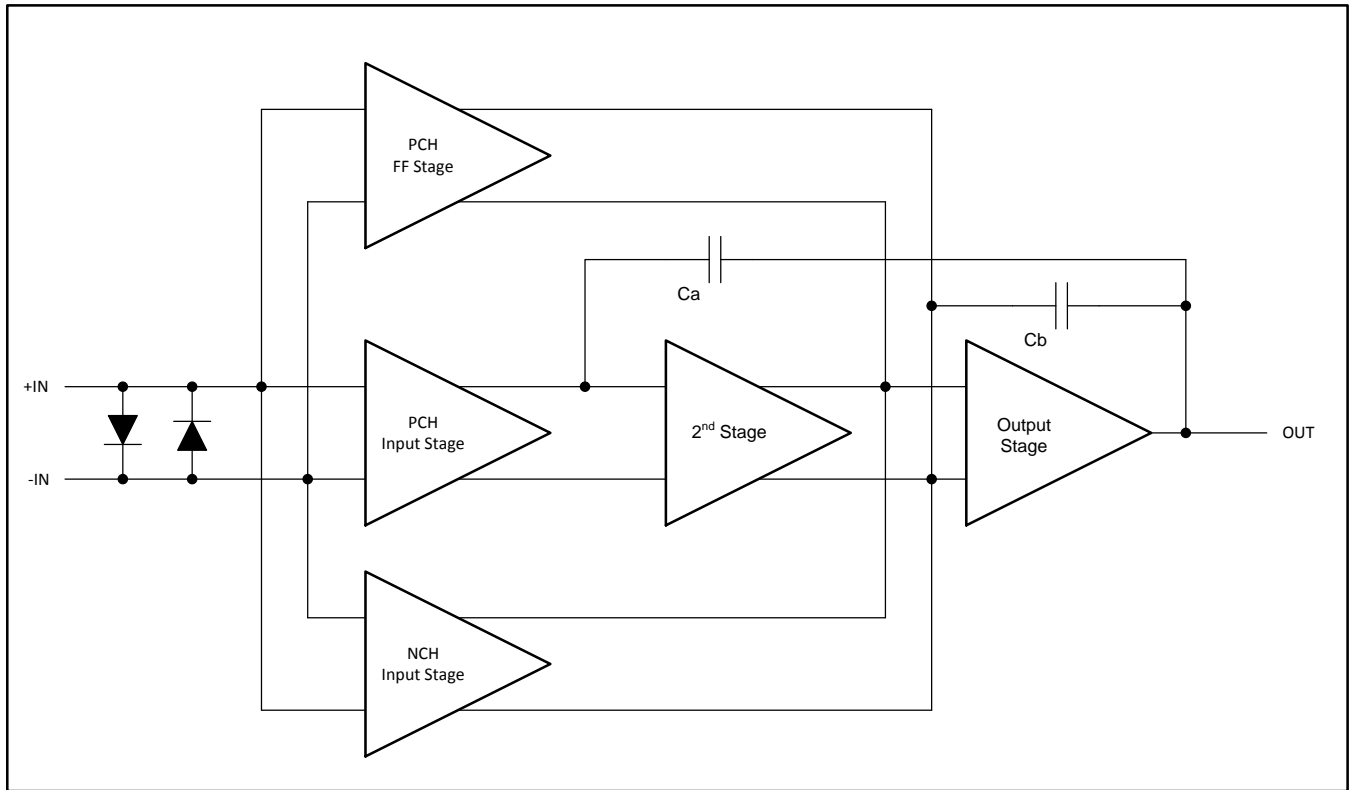 PCH
FF Stage
Ca
Cb
+IN
-IN
PCH
Input Stage
2nd Stage
Output
Stage
OUT
NCH
Input Stage